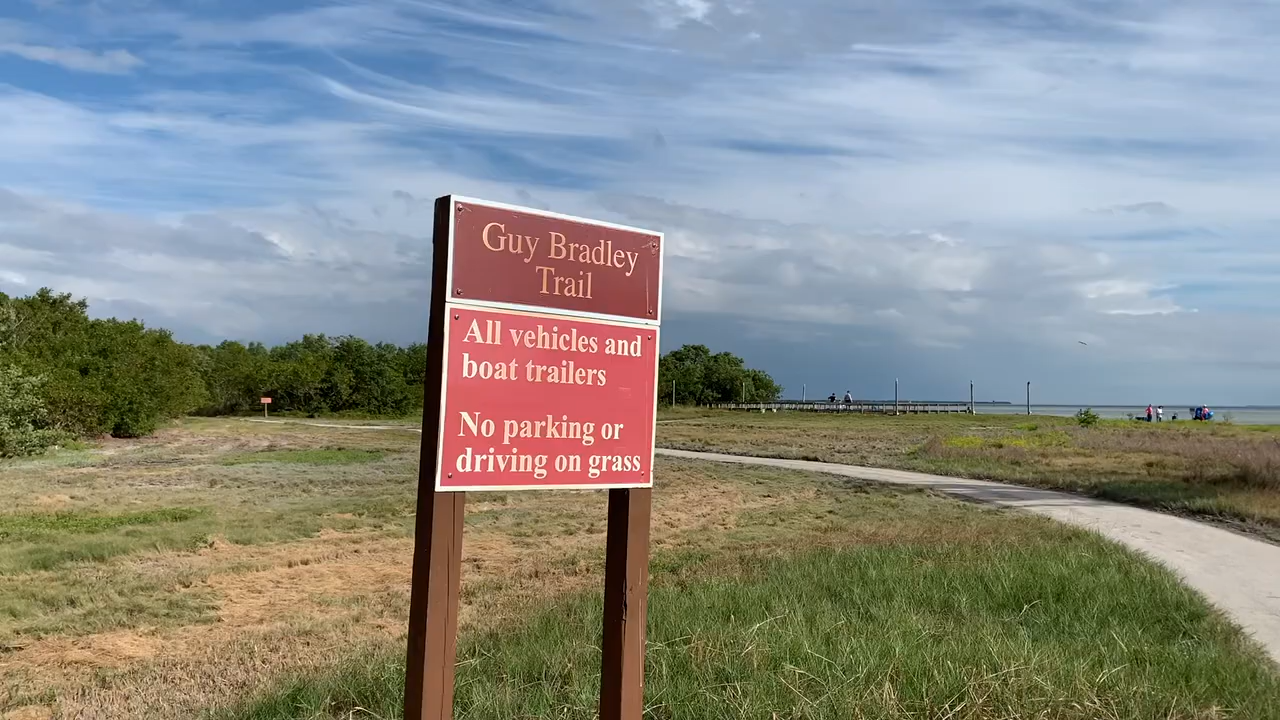 Guy Bradley
Trail
All vehicles and
boat trailers
No parking or
driving on grass